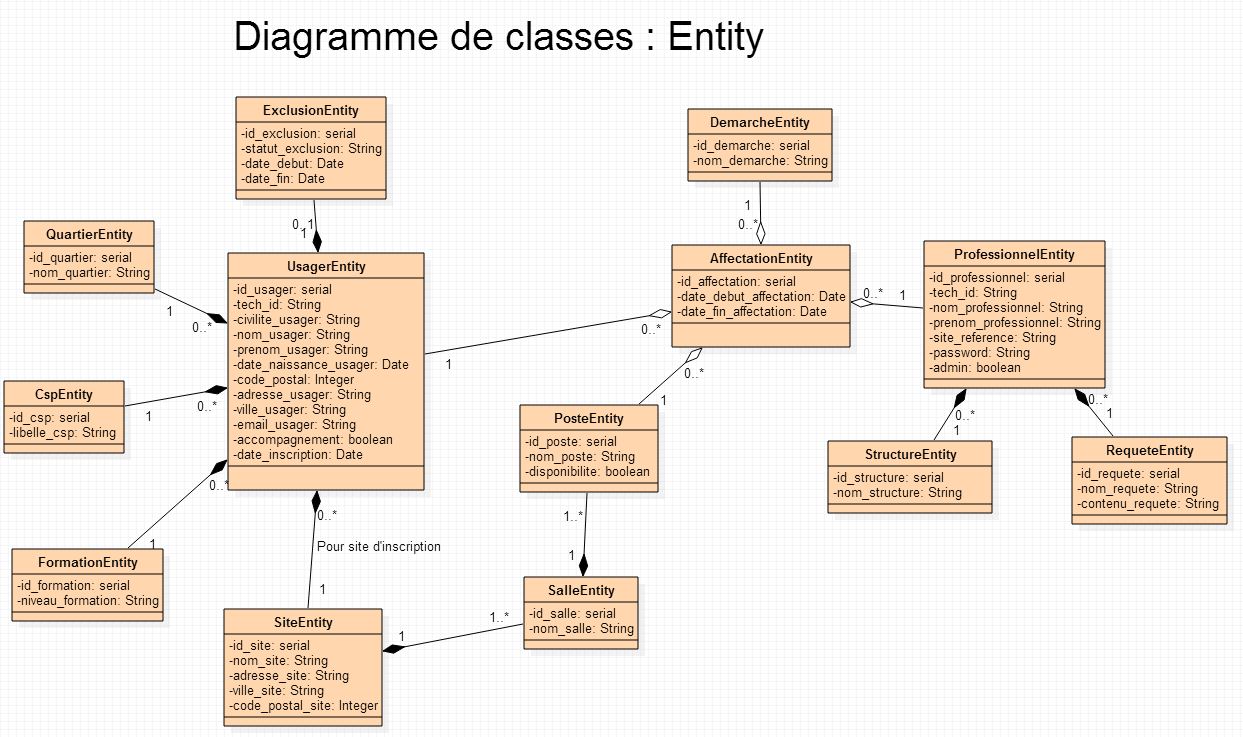 Diagramme de classes : Entity
ExclusionEntity
-id_exclusion: serial
-statut_exclusion: String
-date_debut: Date
-date_fin: Date
DemarcheEntity
-id_demarche: serial
-nom_demarche: String
1
0..*
0..1
1
QuartierEntity
-id_quartier: serial
-nom_quartier: String
1
0..*
UsagerEntity
-id_usager: serial
-tech_id: String
-civilite_usager: String
-nom_usager: String
-prenom_usager: String
-date_naissance_usager: Date
-code_postal: Integer
-adresse_usager: String
-ville_usager: String
-email_usager: String
-accompagnement: boolean
-date_inscription: Date
AffectationEntity
-id_affectation: serial
-date_debut_affectation: Date
-date_fin_affectation: Date
0..*
1
ProfessionnelEntity
-id_professionnel: serial
-tech_id: String
-nom_professionnel: String
-prenom_professionnel: String
-site_reference: String
-password: String
-admin: boolean
0..*
1
0..*
1
CspEntity
-id_csp: serial
-libelle_csp: String
1
0..*
PosteEntity
-id_poste: serial
-nom_poste: String
-disponibilite: boolean
0..*
1
0..*
1
StructureEntity
-id_structure: serial
-nom_structure: String
RequeteEntity
-id_requete: serial
-nom_requete: String
-contenu_requete: String
0..*
1
FormationEntity
-id_formation: serial
-niveau_formation: String
0..*
Pour site d'inscription
1
1..*
1
SalleEntity
-id_salle: serial
-nom_salle: String
1..*
1
SiteEntity
-id_site: serial
-nom_site: String
-adresse_site: String
-ville_site: String
-code_postal_site: Integer